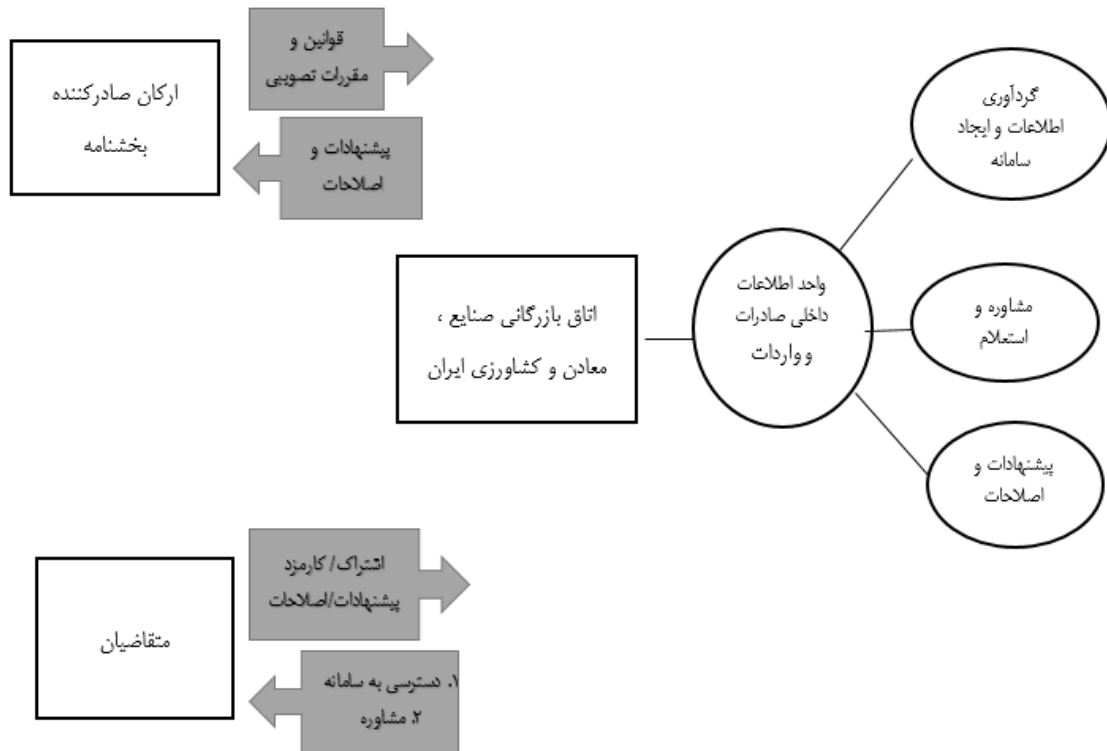 ارکان صادرکننده
بخشنامه
قوانین و
مقررات تصویبی
پیشنهادات و
اصلاحات
گردآوری
اطلاعات و ایجاد
سامانه
واحد اطلاعات
داخلی صادرات
و واردات
اتاق بازرگانی صنایع ،
معادن و کشاورزی ایران
مشاوره و
استعلام
پیشنهادات و
اصلاحات
متقاضیان
اشتراک/ کارمزد
پیشنهادات/اصلاحات
۱. دسترسی به سامانه
۲. مشاوره